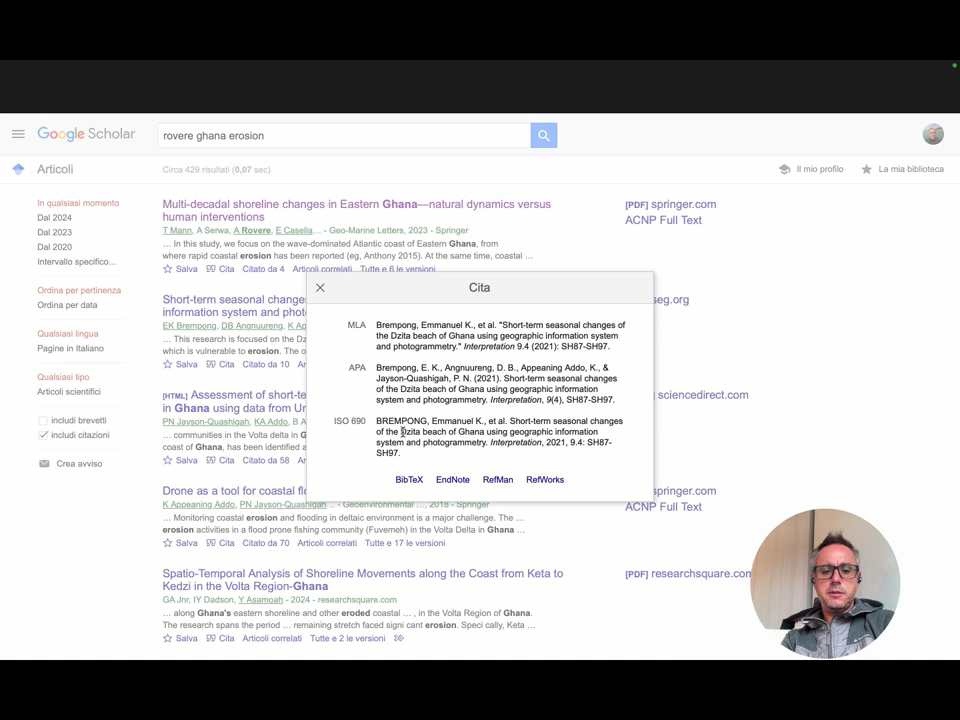 Google Scholar
rovere ghana erosion
Articoli
Circa 429 risultati (0,07 sec)
Il mio profilo
La mia biblioteca
In qualsiasi momento
Dal 2024
Dal 2023
Dal 2020
Intervallo specifico...
Ordina per pertinenza
Ordina per data
Qualsiasi lingua
Pagine in Italiano
Qualsiasi tipo
Articoli scientifici
includi brevetti
includi citazioni
Crea avviso
Multi-decadal shoreline changes in Eastern Ghana—natural dynamics versus
human interventions
T Mann, A Serwa, A Rovere, E Casella… - Geo-Marine Letters, 2023 - Springer
… In this study, we focus on the wave-dominated Atlantic coast of Eastern Ghana, from
where rapid coastal erosion has been reported (eg, Anthony 2015). At the same time, coastal …
Salva Cita Citato da 4 Articoli correlati Tutte e 6 le versioni
[PDF] springer.com
ACNP Full Text
Short-term seasonal change
information system and phot
EK Brempong, DB Angnuureng, K Ap
… This research is focused on the D
which is vulnerable to erosion. The o
Salva Cita Citato da 10 Ar
seg.org
[HTML] Assessment of short-te
in Ghana using data from Un
PN Jayson-Quashigah, KA Addo, B A
… communities in the Volta delta in G
coast of Ghana, has been identified a
Salva Cita Citato da 58 Ar
sciencedirect.com
Cita
MLA
Brempong, Emmanuel K., et al. "Short-term seasonal changes of
the Dzita beach of Ghana using geographic information system
and photogrammetry." Interpretation 9.4 (2021): SH87-SH97.
APA
Brempong, E. K., Angnuureng, D. B., Appeaning Addo, K., &
Jayson-Quashigah, P. N. (2021). Short-term seasonal changes
of the Dzita beach of Ghana using geographic information
system and photogrammetry. Interpretation, 9(4), SH87-SH97.
ISO 690
BREMPONG, Emmanuel K., et al. Short-term seasonal changes
of the Dzita beach of Ghana using geographic information
system and photogrammetry. Interpretation, 2021, 9.4: SH87-
SH97.
BibTeX EndNote RefMan RefWorks
Drone as a tool for coastal flo
K Appeaning Addo, PN Jayson-Quashigah… - Geoenvironmental …, 2018 - Springer
… Monitoring coastal erosion and flooding in deltaic environment is a major challenge. The …
erosion activities in a flood prone fishing community (Fuvemeh) in the Volta Delta in Ghana …
Salva Cita Citato da 70 Articoli correlati Tutte e 17 le versioni
springer.com
ACNP Full Text
Spatio-Temporal Analysis of Shoreline Movements along the Coast from Keta to
Kedzi in the Volta Region-Ghana
GA Jnr, IY Dadson, Y Asamoah - 2024 - researchsquare.com
… along Ghana's eastern shoreline and other eroded coastal … , in the Volta Region of Ghana.
The research spans the period … remaining stretch faced signi cant erosion. Speci cally, Keta …
Salva Cita Articoli correlati Tutte e 2 le versioni
[PDF] researchsquare.com